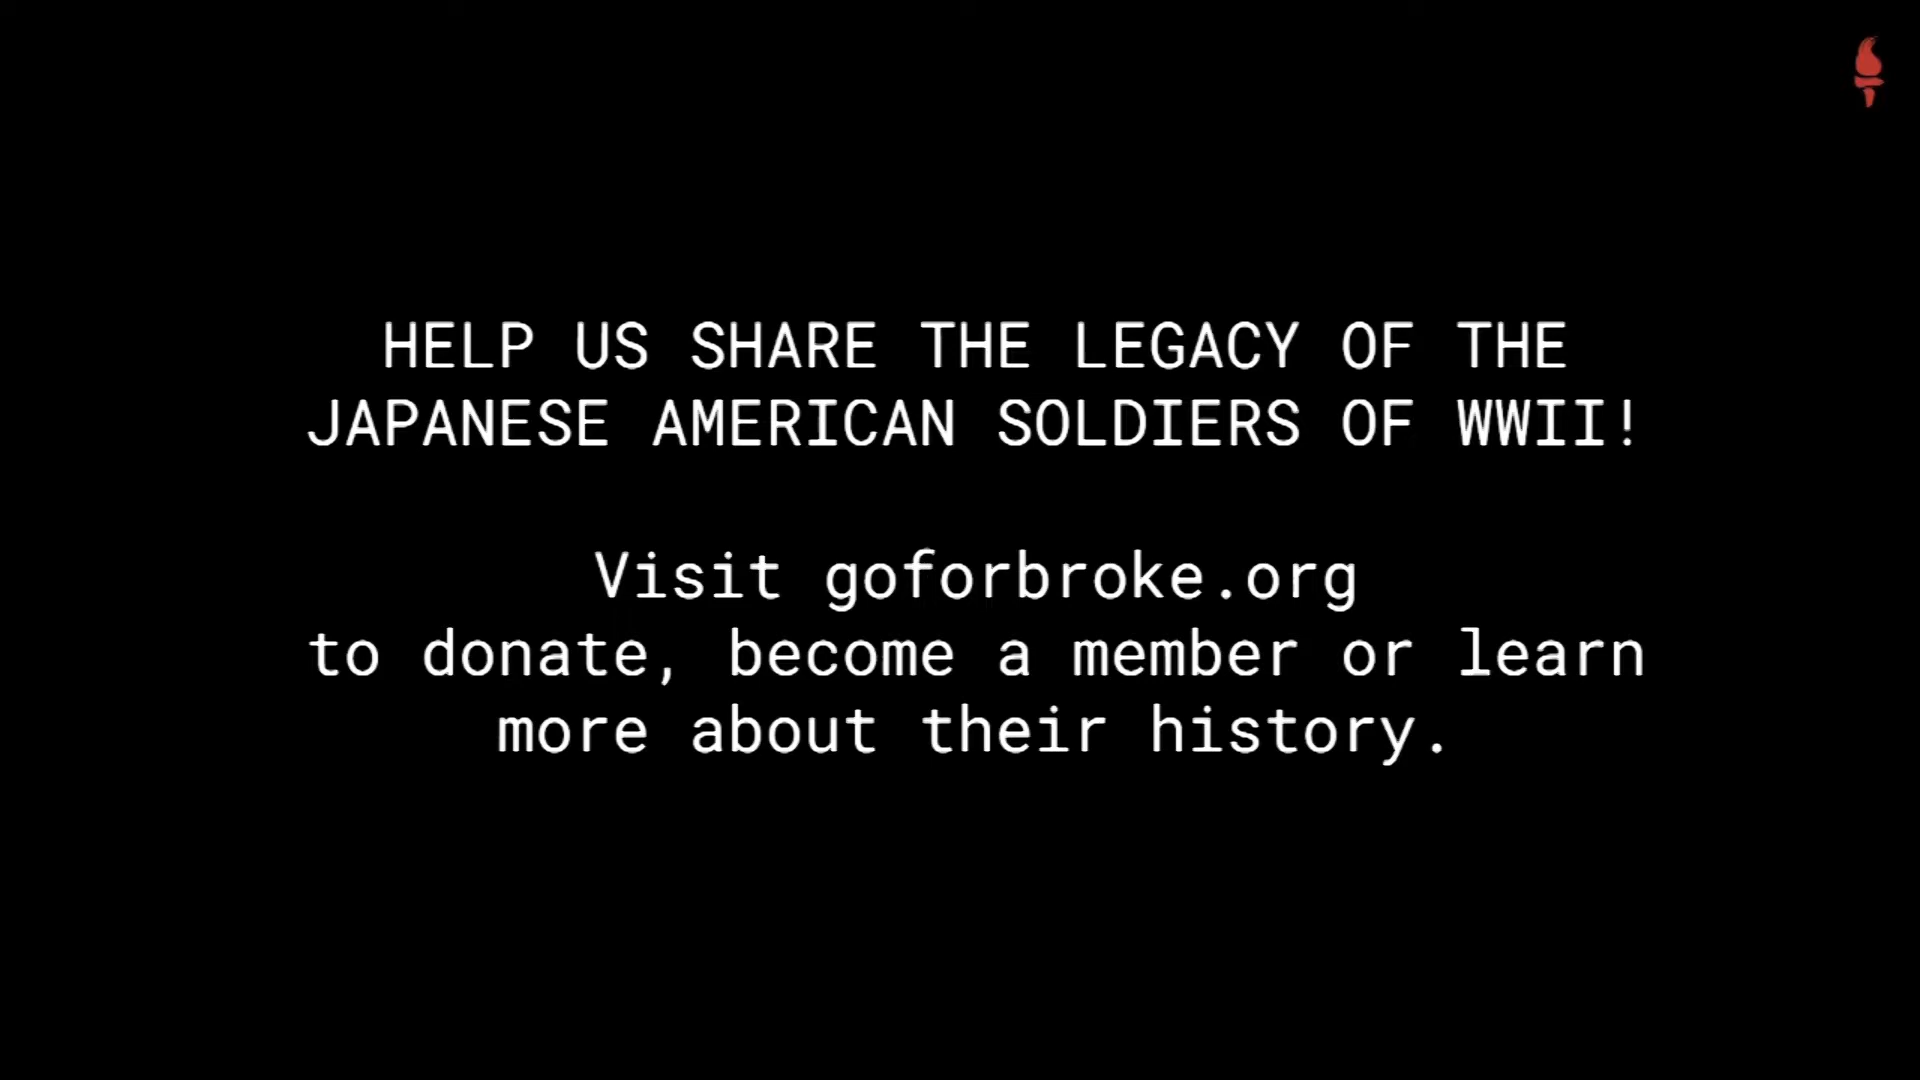 HELP US SHARE THE LEGACY OF THE
JAPANESE AMERICAN SOLDIERS OF WWII!
Visit goforbroke.org
to donate, become a member or learn
more about their history.